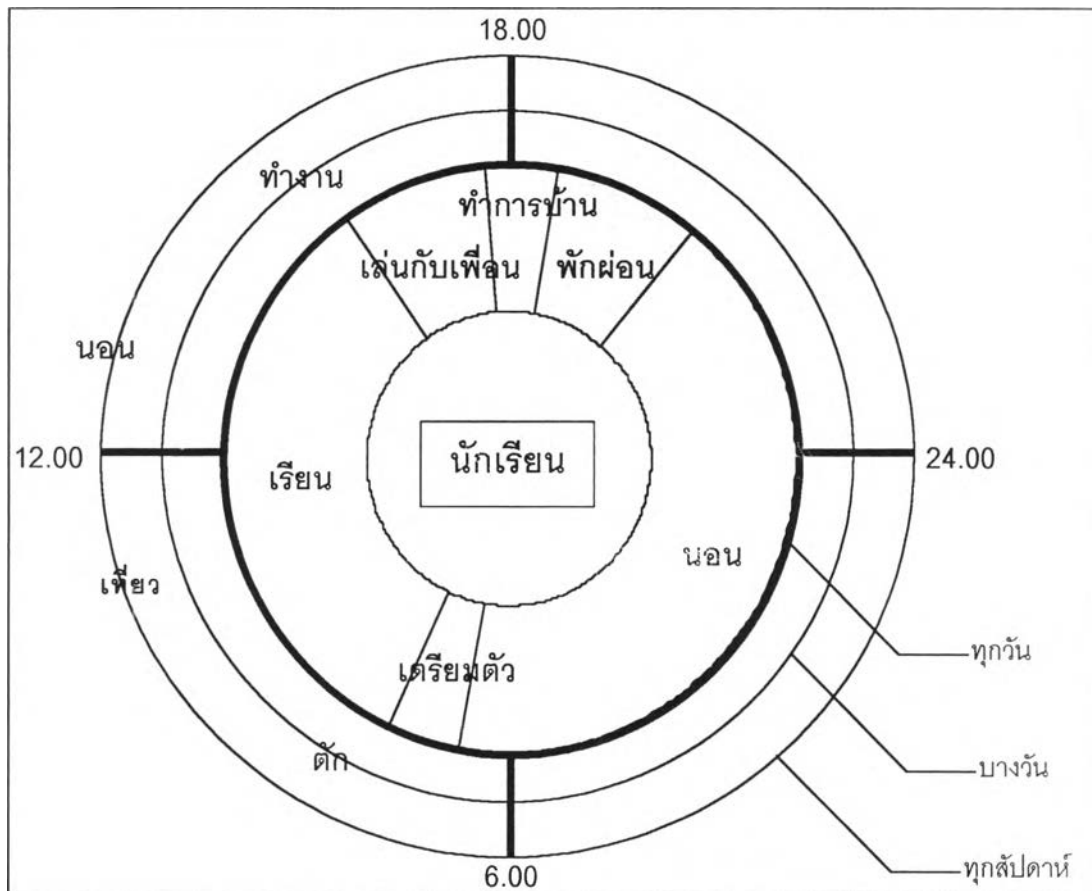 18.00
ทำงาน
ทำการบ้าน
เล่นกับเพื่อน
พักผ่อน
นอน
12.00
24.00
นักเรียน
เรียน
นอน
เที่ยว
ทุกวัน
เตรียมตัว
ตัก
บางวัน
ทุกสัปดาห์
6.00